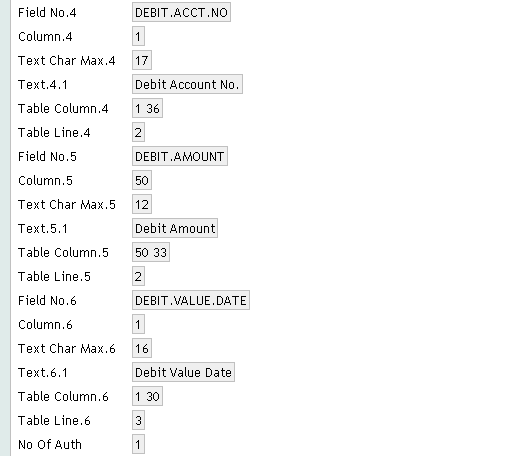 Field No.4 DEBIT.ACCT.NO
Column.4 1
Text Char Max.4 17
Text.4.1 Debit Account No.
Table Column.4 1 36
Table Line.4 2
Field No.5 DEBIT.AMOUNT
Column.5 50
Text Char Max.5 12
Text.5.1 Debit Amount
Table Column.5 50 33
Table Line.5 2
Field No.6 DEBIT.VALUE.DATE
Column.6 1
Text Char Max.6 16
Text.6.1 Debit Value Date
Table Column.6 1 30
Table Line.6 3
No Of Auth 1